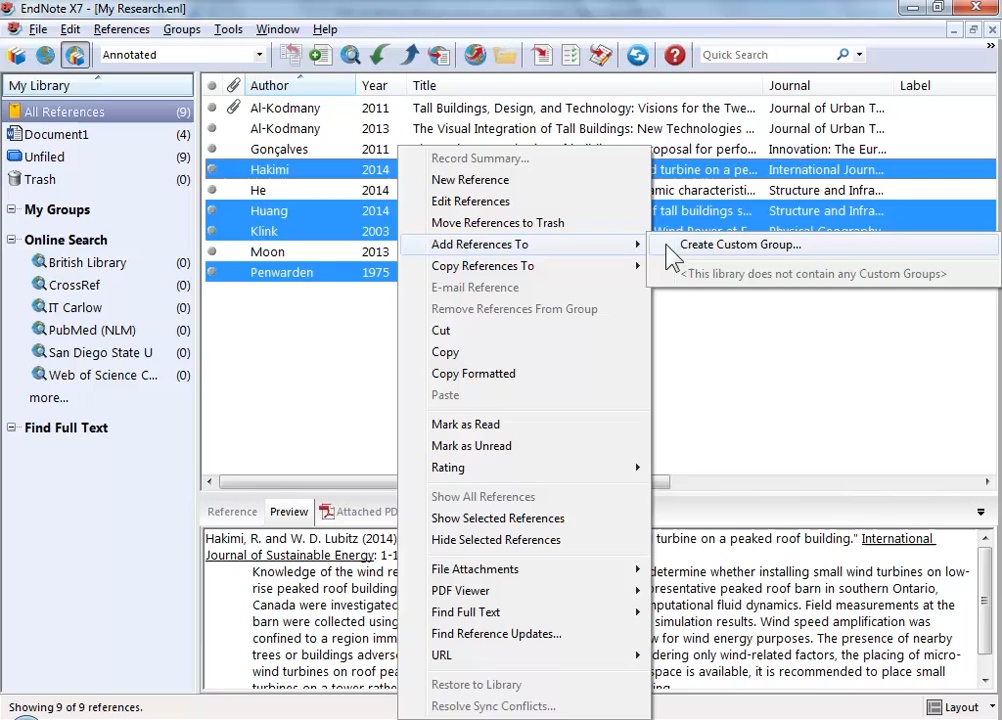 EndNote X7 - [My Research.enl]
File Edit References Groups Tools Window Help
Annotated Quick Search
My Library
All References (9)
Document1 (4)
Unfiled (9)
Trash (0)
My Groups
Online Search
British Library (0)
CrossRef (0)
IT Carlow (0)
PubMed (NLM) (0)
San Diego State U (0)
Web of Science C... (0)
more...
Find Full Text
Author Year Title Journal Label
Al-Kodmany 2011 Tall Buildings, Design, and Technology: Visions for the Twe... Journal of Urban T...
Al-Kodmany 2013 The Visual Integration of Tall Buildings: New Technologies ... Journal of Urban T...
Gonçalves 2011 proposal for perfo... Innovation: The Eur...
Hakimi 2014 d turbine on a pe... International Journ...
He 2014 amic characteristi... Structure and Infra...
Huang 2014 f tall buildings s... Structure and Infra...
Klink 2003 Wind Power at F... Physical Geography
Moon 2013
Penwarden 1975
Record Summary...
New Reference
Edit References
Move References to Trash
Add References To
Copy References To
E-mail Reference
Remove References From Group
Cut
Copy
Copy Formatted
Paste
Mark as Read
Mark as Unread
Rating
Show All References
Show Selected References
Hide Selected References
File Attachments
PDF Viewer
Find Full Text
Find Reference Updates...
URL
Restore to Library
Resolve Sync Conflicts...
Create Custom Group...
<This library does not contain any Custom Groups>
Reference Preview Attached PD
Hakimi, R. and W. D. Lubitz (2014) turbine on a peaked roof building." International
Journal of Sustainable Energy: 1-1
Knowledge of the wind re determine whether installing small wind turbines on low-
rise peaked roof building presentative peaked roof barn in southern Ontario,
Canada were investigated mputational fluid dynamics. Field measurements at the
barn were collected using simulation results. Wind speed amplification was
confined to a region imm w for wind energy purposes. The presence of nearby
trees or buildings advers ering only wind-related factors, the placing of micro-
wind turbines on roof pea space is available, it is recommended to place small
turbines on a tower rathe
Showing 9 of 9 references. Layout